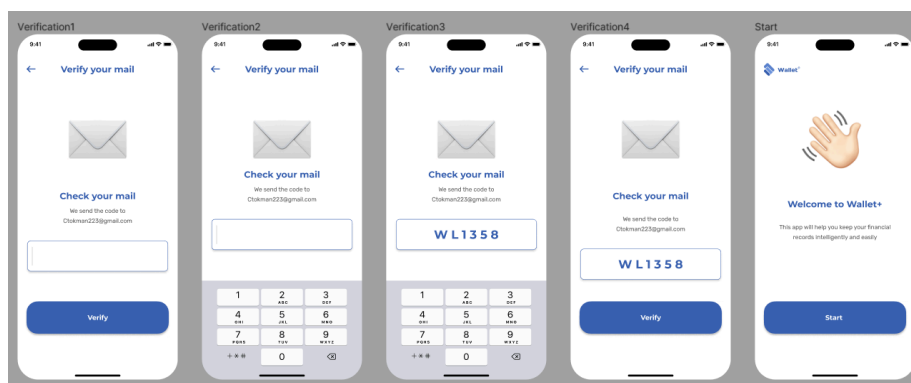 Verification1
9:41
Verify your mail
Check your mail
We send the code to
Ctokman223@gmail.com
Verify
Verification2
9:41
Verify your mail
Check your mail
We send the code to
Ctokman223@gmail.com
1
2
ABC
3
DEF
4
GHI
5
JKL
6
MNO
7
PQRS
8
TUV
9
WXYZ
+*#
0
Verification3
9:41
Verify your mail
Check your mail
We send the code to
Ctokman223@gmail.com
WL1358
1
2
ABC
3
DEF
4
GHI
5
JKL
6
MNO
7
PQRS
8
TUV
9
WXYZ
+*#
0
Verification4
9:41
Verify your mail
Check your mail
We send the code to
Ctokman223@gmail.com
WL1358
Verify
Start
9:41
Wallet+
Welcome to Wallet+
This app will help you keep your financial
records intelligently and easily
Start